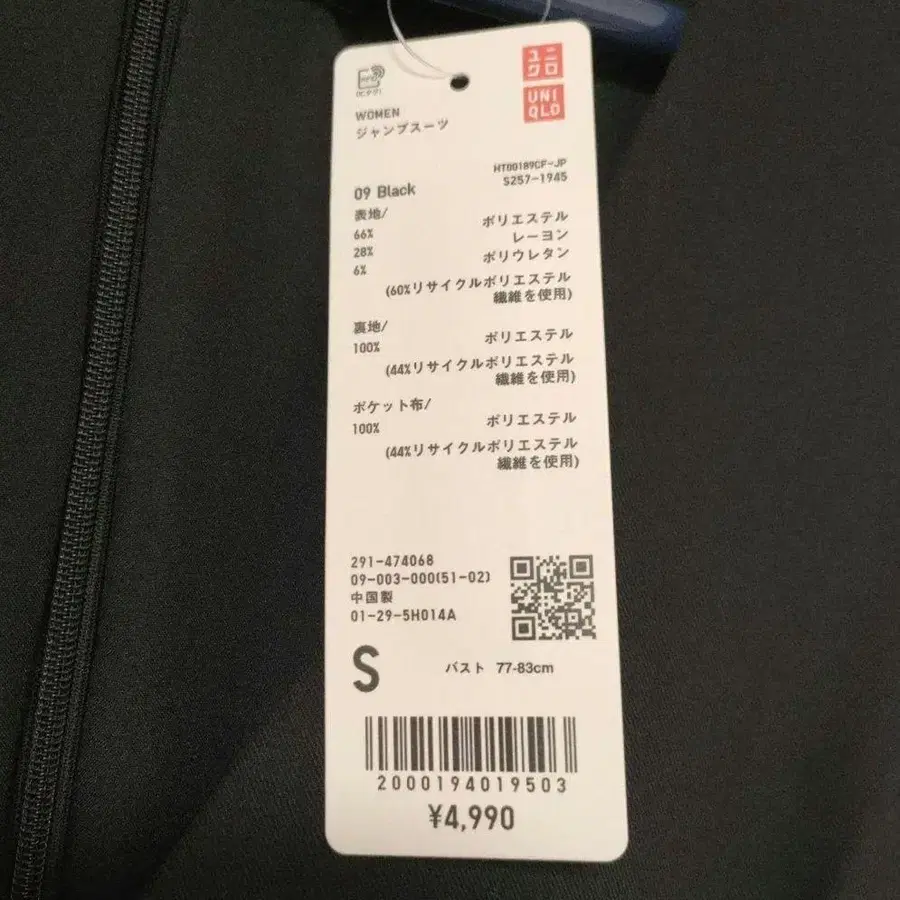 ユニ
クロ
UNI
QLO
WOMEN
ジャンプスーツ
HT00189CF-JP
S257-1945
09 Black
表地/
66% ポリエステル
28% レーヨン
6% ポリウレタン
(60%リサイクルポリエステル
繊維を使用)
裏地/
100% ポリエステル
(44%リサイクルポリエステル
繊維を使用)
ポケット布/
100% ポリエステル
(44%リサイクルポリエステル
繊維を使用)
291-474068
09-003-000(51-02)
中国製
01-29-5H014A
S バスト 77-83cm
2000194019503
¥4,990